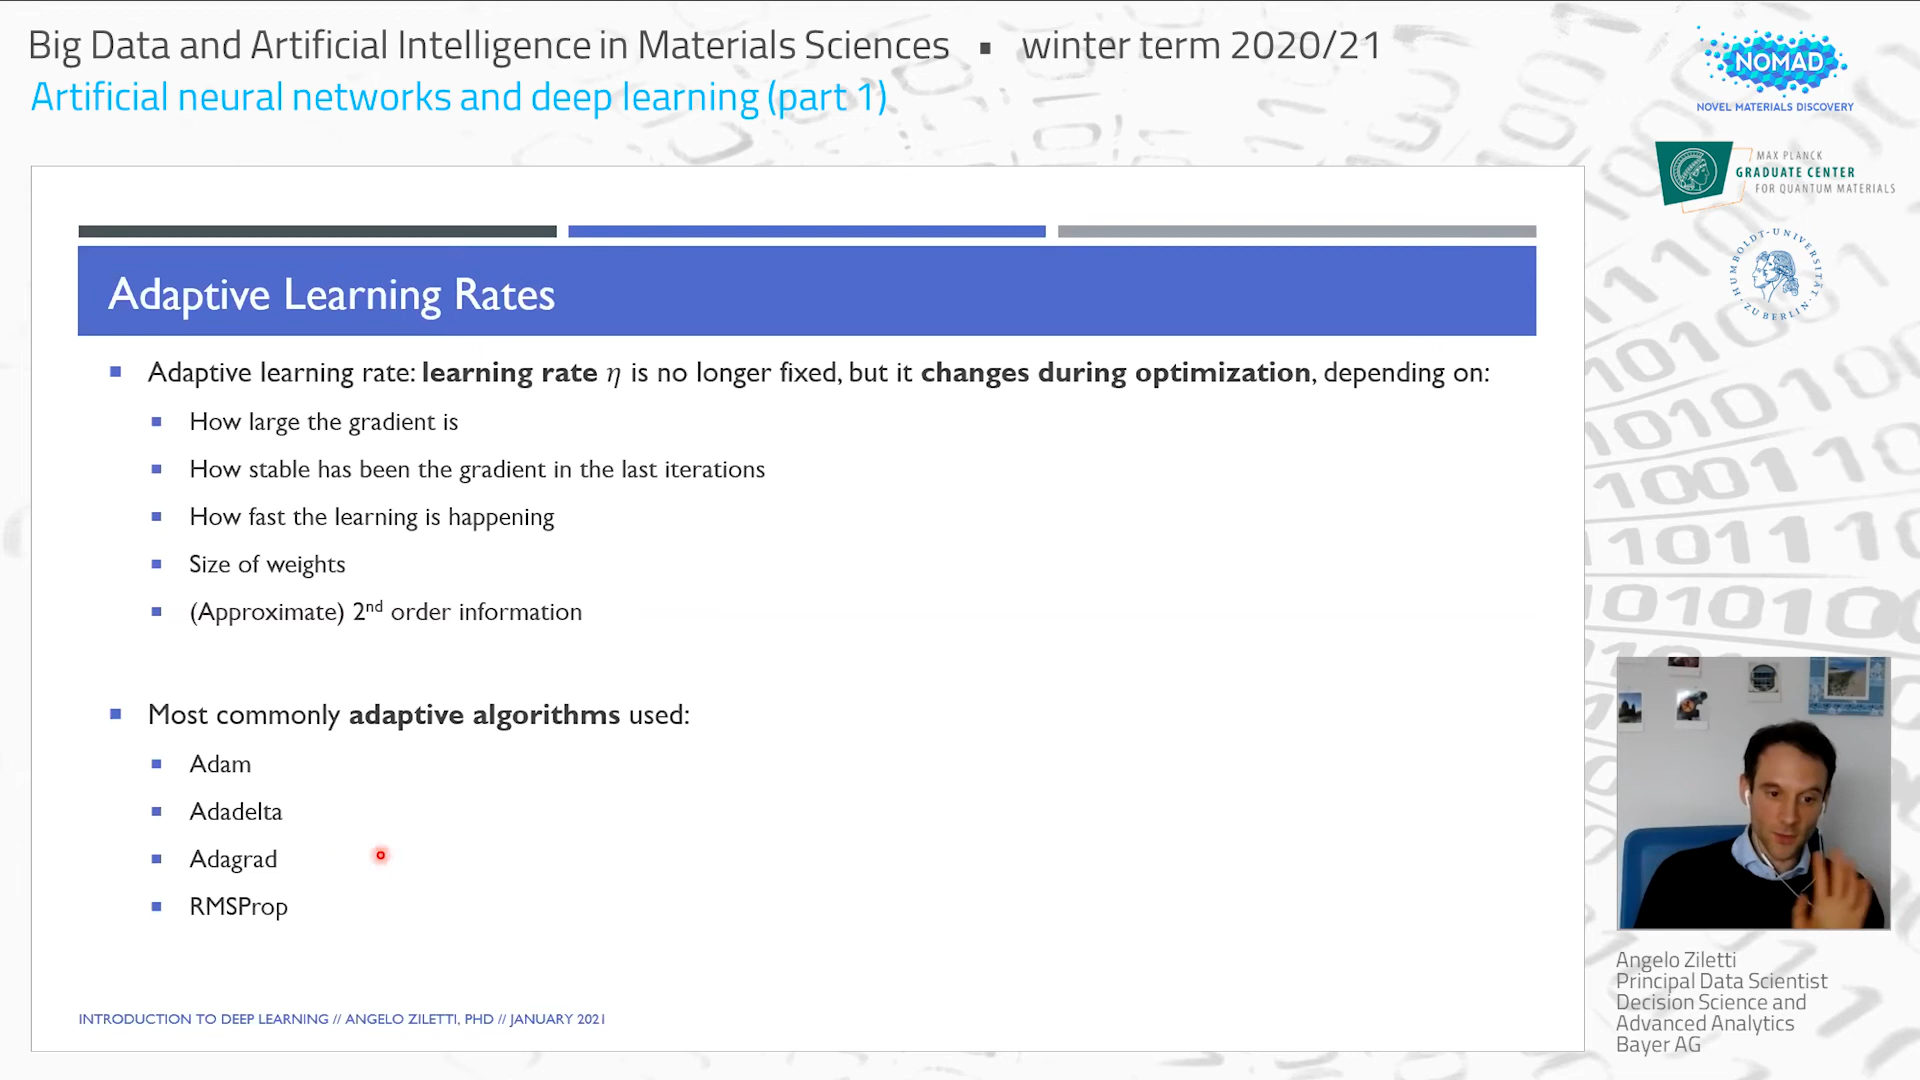 Big Data and Artificial Intelligence in Materials Sciences ▪ winter term 2020/21
Artificial neural networks and deep learning (part 1)
NOMAD
NOVEL MATERIALS DISCOVERY
MAX PLANCK
GRADUATE CENTER
FOR QUANTUM MATERIALS
HUMBOLDT-UNIVERSITÄT
ZU BERLIN
Adaptive Learning Rates
Adaptive learning rate: learning rate η is no longer fixed, but it changes during optimization, depending on:
How large the gradient is
How stable has been the gradient in the last iterations
How fast the learning is happening
Size of weights
(Approximate) 2nd order information
Most commonly adaptive algorithms used:
Adam
Adadelta
Adagrad
RMSProp
INTRODUCTION TO DEEP LEARNING // ANGELO ZILETTI, PHD // JANUARY 2021
Angelo Ziletti
Principal Data Scientist
Decision Science and
Advanced Analytics
Bayer AG